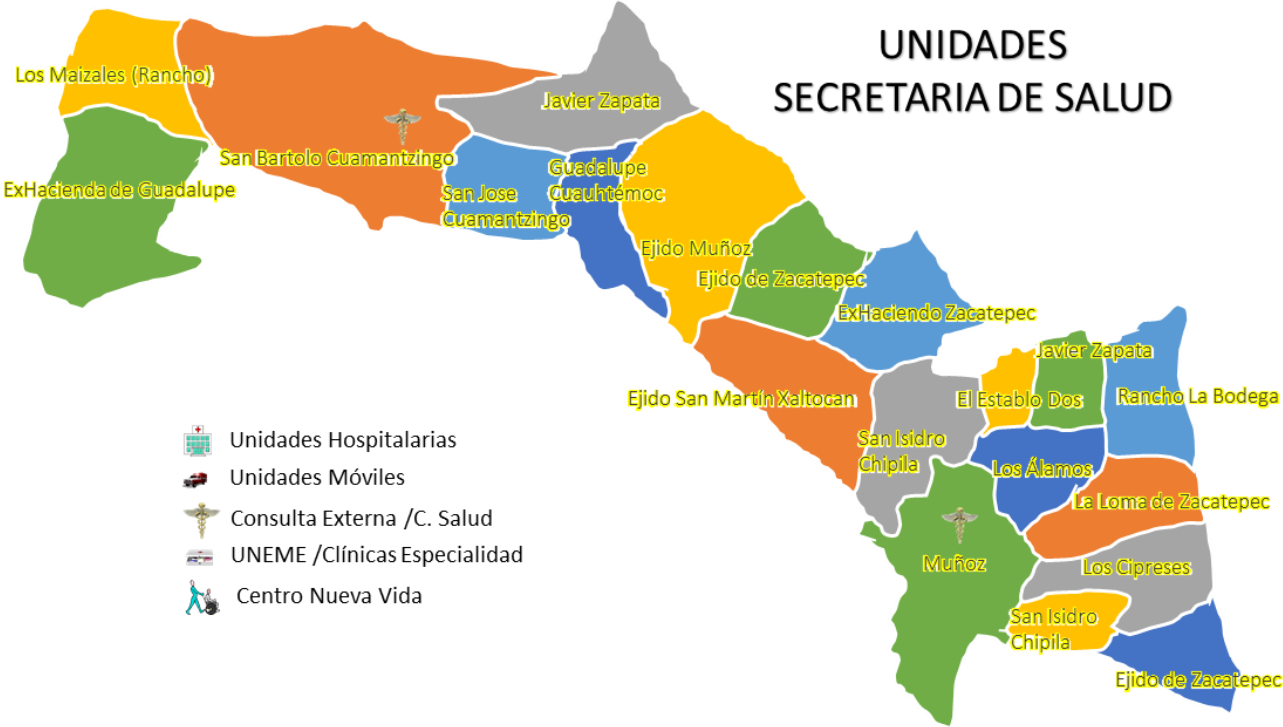 UNIDADES
SECRETARIA DE SALUD
Los Maizales (Rancho)
Javier Zapata
San Bartolo Cuamantzingo
Guadalupe
Cuauhtémoc
ExHacienda de Guadalupe
San Jose
Cuamantzingo
Ejido Muñoz
Ejido de Zacatepec
ExHaciendo Zacatepec
Javier Zapata
Ejido San Martín Xaltocan
El Establo Dos
Rancho La Bodega
San Isidro
Chipila
Los Álamos
La Loma de Zacatepec
Muñoz
Los Cipreses
San Isidro
Chipila
Ejido de Zacatepec
Unidades Hospitalarias
Unidades Móviles
Consulta Externa /C. Salud
UNEME /Clínicas Especialidad
Centro Nueva Vida